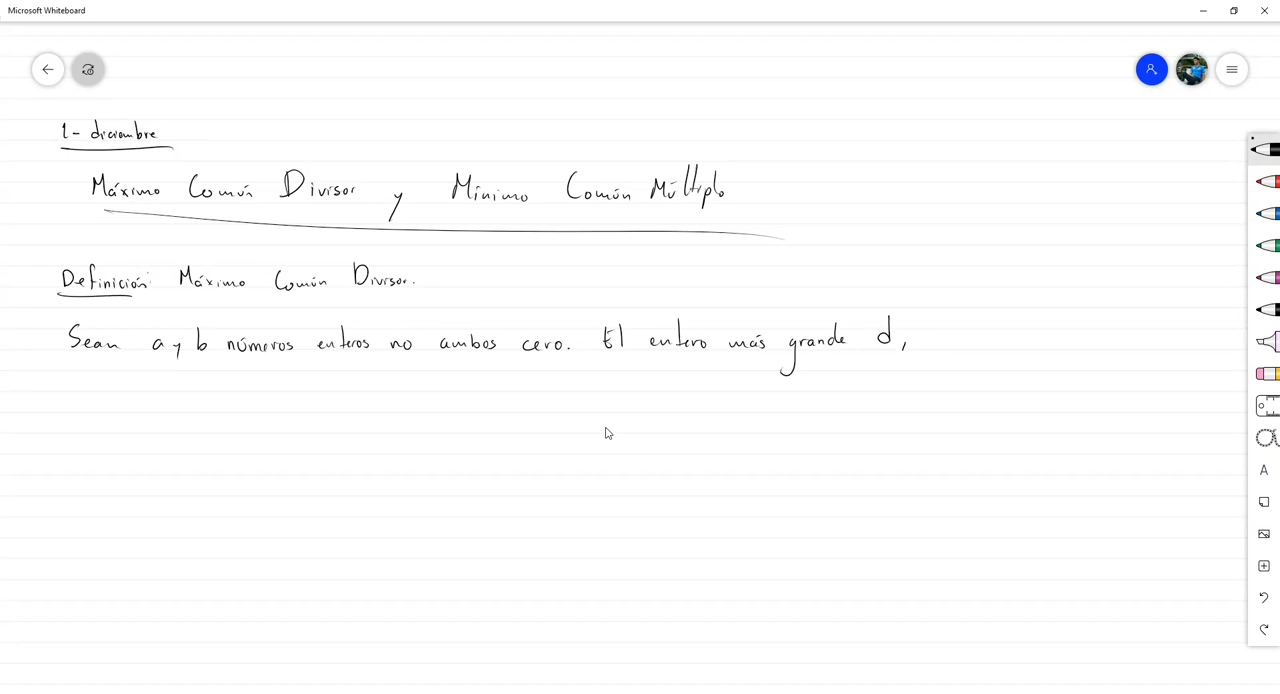 Microsoft Whiteboard
1- diciembre
Máximo Común Divisor y Mínimo Común Múltiplo
Definición: Máximo Común Divisor.
Sean a y b números enteros no ambos cero. El entero más grande d,
A